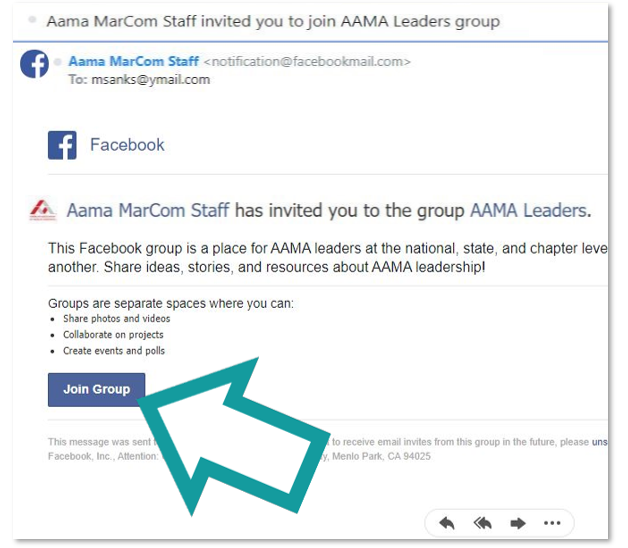 Aama MarCom Staff invited you to join AAMA Leaders group
Aama MarCom Staff <notification@facebookmail.com>
To: msanks@ymail.com
Facebook
Aama MarCom Staff has invited you to the group AAMA Leaders.
This Facebook group is a place for AAMA leaders at the national, state, and chapter leve
another. Share ideas, stories, and resources about AAMA leadership!
Groups are separate spaces where you can:
• Share photos and videos
• Collaborate on projects
• Create events and polls
Join Group
This message was sent to receive email invites from this group in the future, please uns
Facebook, Inc., Attention: Menlo Park, CA 94025